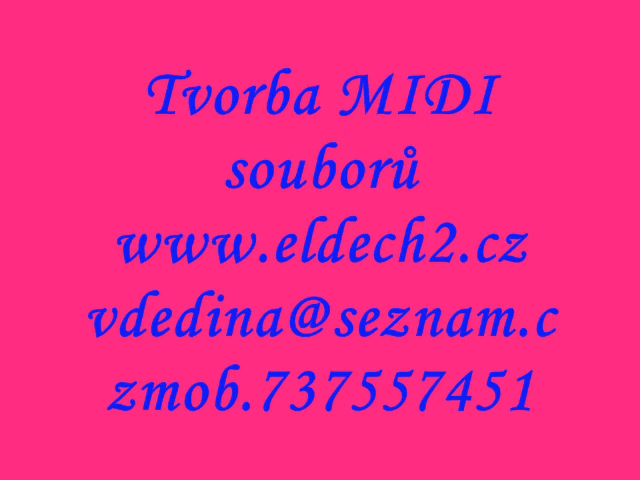 Tvorba MIDI
souborů
www.eldech2.cz
vdedina@seznam.c
zmob.737557451